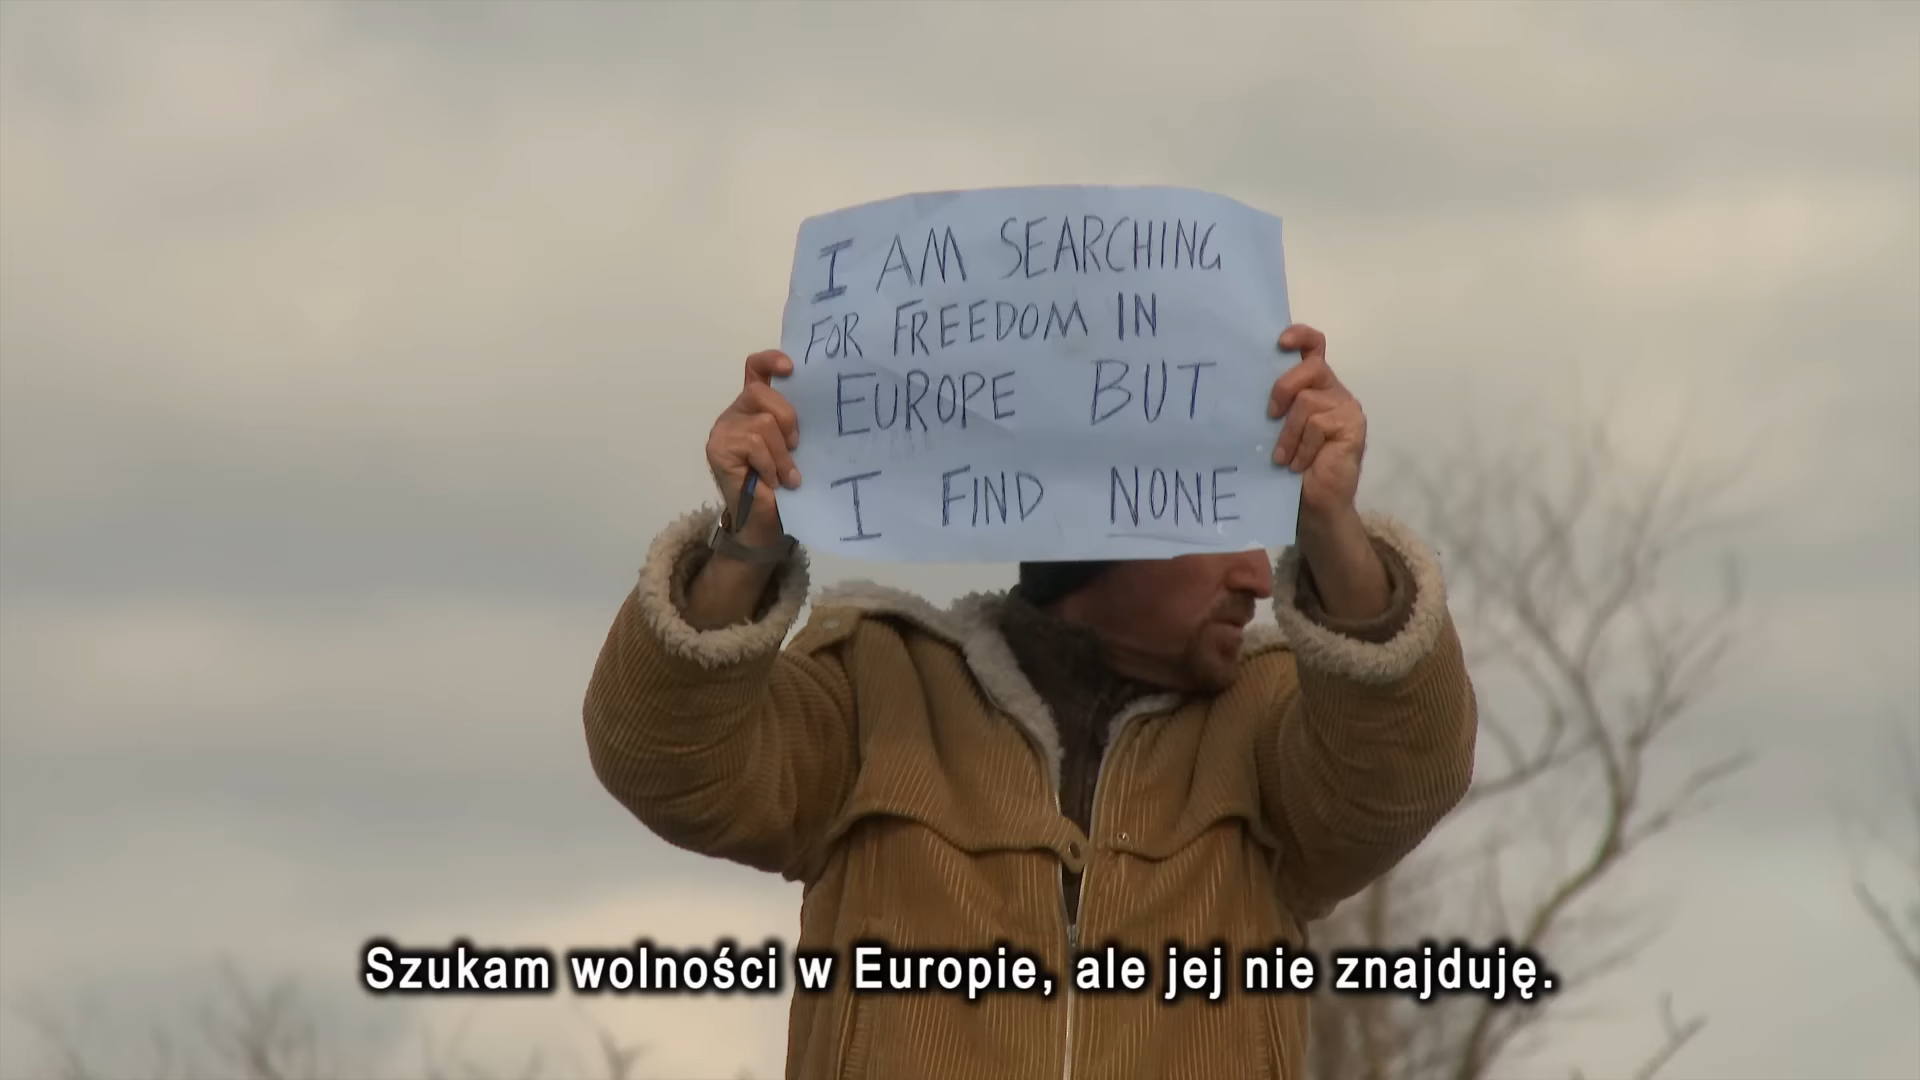 I AM SEARCHING
FOR FREEDOM IN
EUROPE BUT
I FIND NONE
Szukam wolności w Europie, ale jej nie znajduję.